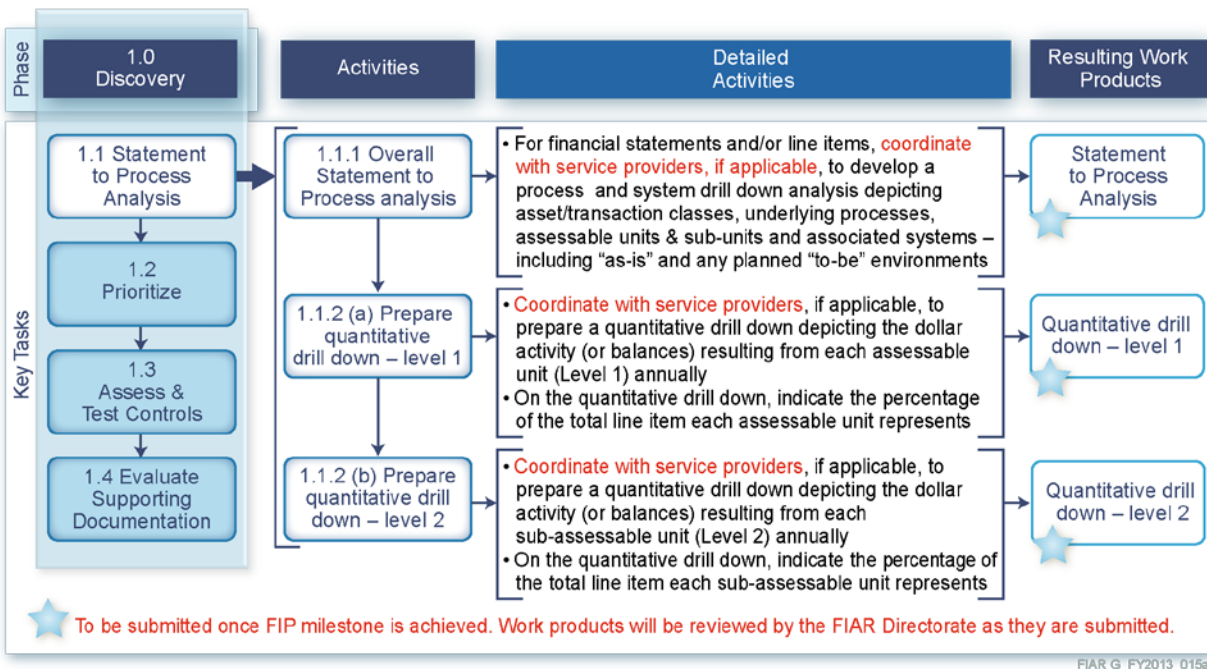 Phase
1.0
Discovery
Activities
Detailed
Activities
Resulting Work
Products
Key Tasks
1.1 Statement
to Process
Analysis
1.2
Prioritize
1.3
Assess &
Test Controls
1.4 Evaluate
Supporting
Documentation
1.1.1 Overall
Statement to
Process analysis
• For financial statements and/or line items, coordinate
with service providers, if applicable, to develop a
process and system drill down analysis depicting
asset/transaction classes, underlying processes,
assessable units & sub-units and associated systems –
including “as-is” and any planned “to-be” environments
Statement
to Process
Analysis
1.1.2 (a) Prepare
quantitative
drill down – level 1
• Coordinate with service providers, if applicable, to
prepare a quantitative drill down depicting the dollar
activity (or balances) resulting from each assessable
unit (Level 1) annually
• On the quantitative drill down, indicate the percentage
of the total line item each assessable unit represents
Quantitative drill
down – level 1
1.1.2 (b) Prepare
quantitative drill
down – level 2
• Coordinate with service providers, if applicable, to
prepare a quantitative drill down depicting the dollar
activity (or balances) resulting from each
sub-assessable unit (Level 2) annually
• On the quantitative drill down, indicate the percentage of
the total line item each sub-assessable unit represents
Quantitative drill
down – level 2
To be submitted once FIP milestone is achieved. Work products will be reviewed by the FIAR Directorate as they are submitted.
FIAR G_FY2013_015a